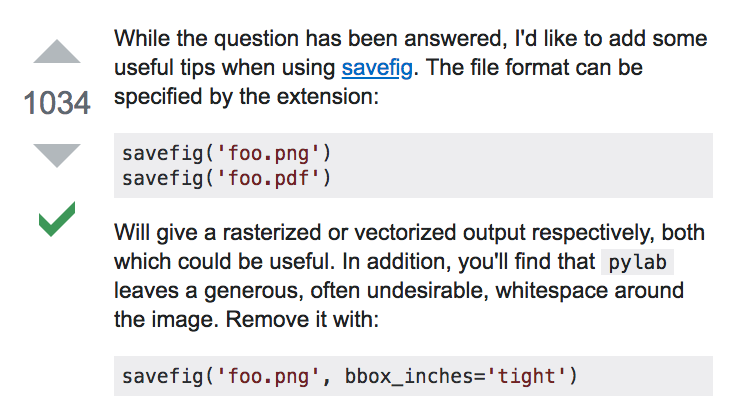 While the question has been answered, I'd like to add some
useful tips when using savefig. The file format can be
1034
specified by the extension:
savefig('foo.png')
savefig('foo.pdf')
Will give a rasterized or vectorized output respectively, both
which could be useful. In addition, you'll find that pylab
leaves a generous, often undesirable, whitespace around
the image. Remove it with:
savefig('foo.png', bbox_inches='tight')